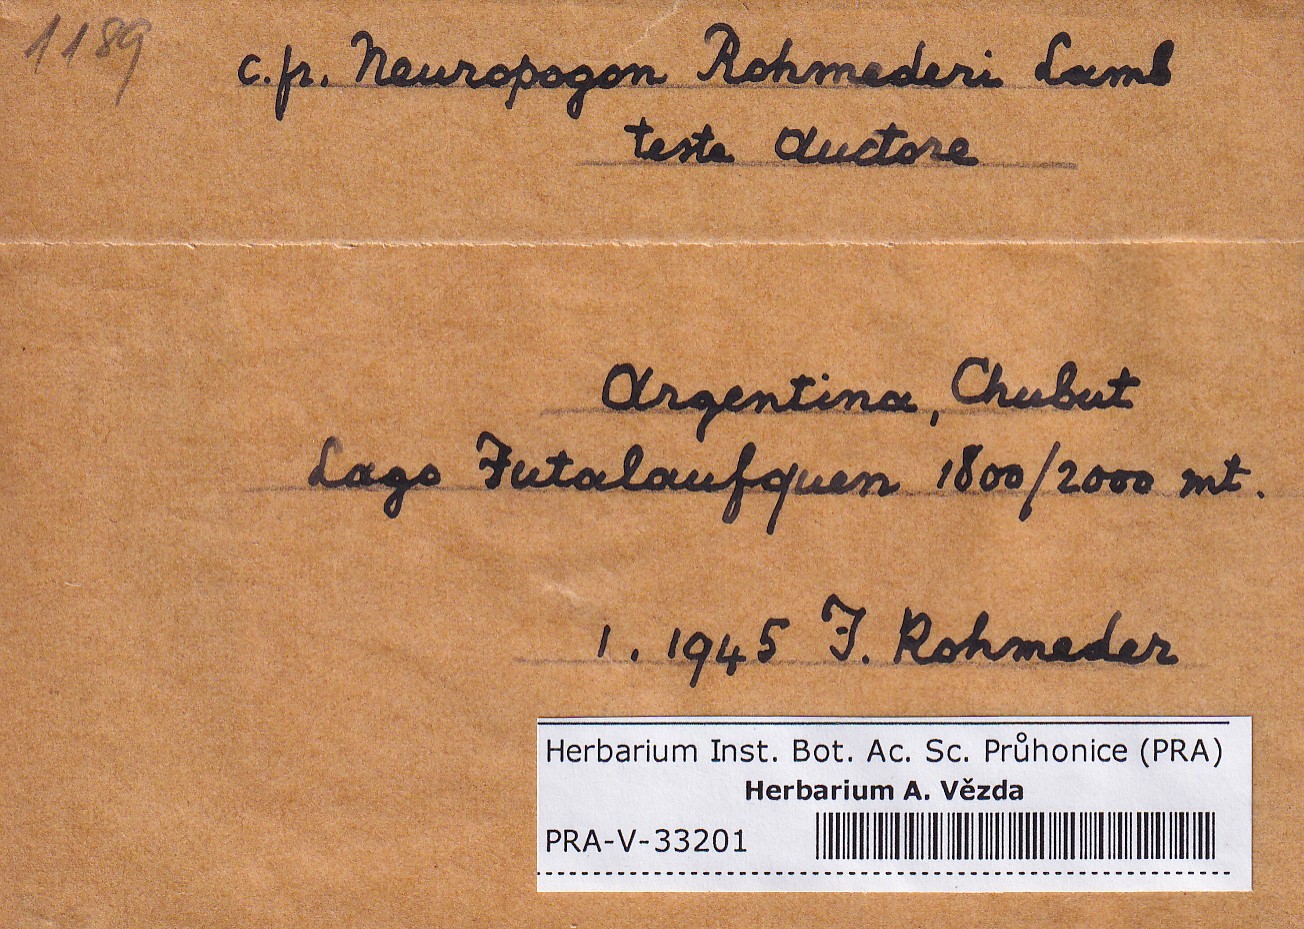 1189
c.fr. Neuropogon Rohmederi Lamb
teste auctore
Argentina, Chubut
Lago Futalaufquen 1800/2000 mt.
1. 1945 J. Rohmeder
Herbarium Inst. Bot. Ac. Sc. Průhonice (PRA)
Herbarium A. Vězda
PRA-V-33201